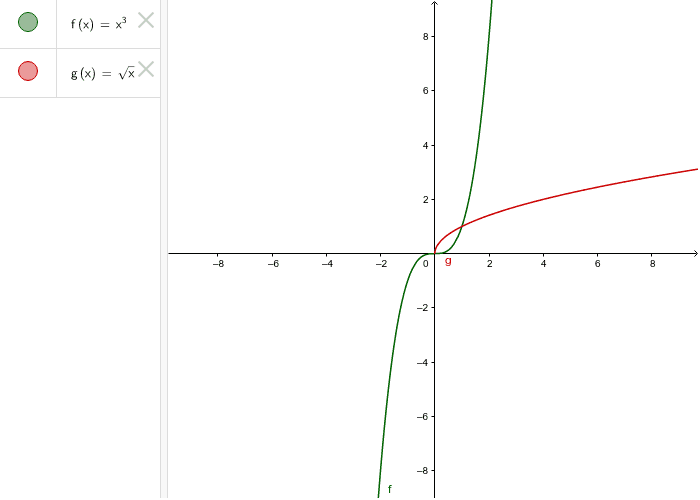 f (x) = x³
g (x) = √x
8
6
4
2
−8 −6 −4 −2 0 2 4 6 8
g
−2
−4
−6
−8
f